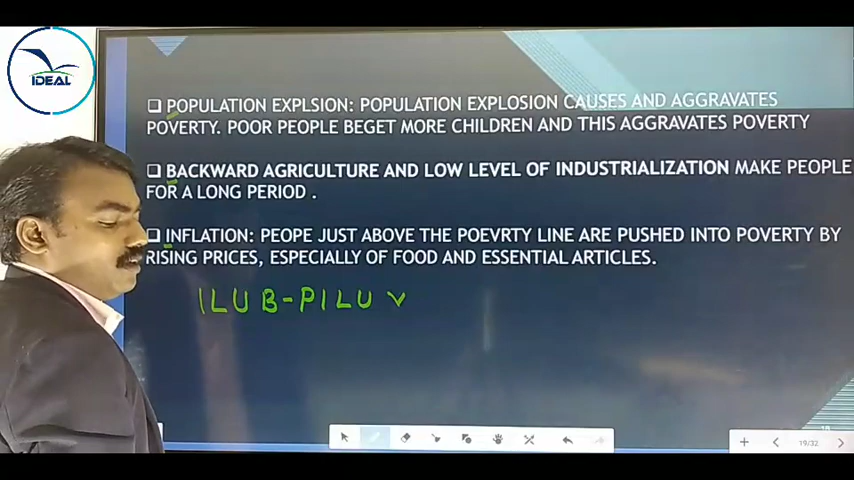 IDEAL
❑ POPULATION EXPLSION: POPULATION EXPLOSION CAUSES AND AGGRAVATES
POVERTY. POOR PEOPLE BEGET MORE CHILDREN AND THIS AGGRAVATES POVERTY
❑ BACKWARD AGRICULTURE AND LOW LEVEL OF INDUSTRIALIZATION MAKE PEOPLE
FOR A LONG PERIOD .
❑ INFLATION: PEOPE JUST ABOVE THE POEVRTY LINE ARE PUSHED INTO POVERTY BY
RISING PRICES, ESPECIALLY OF FOOD AND ESSENTIAL ARTICLES.
ILUB-PILU
19/32